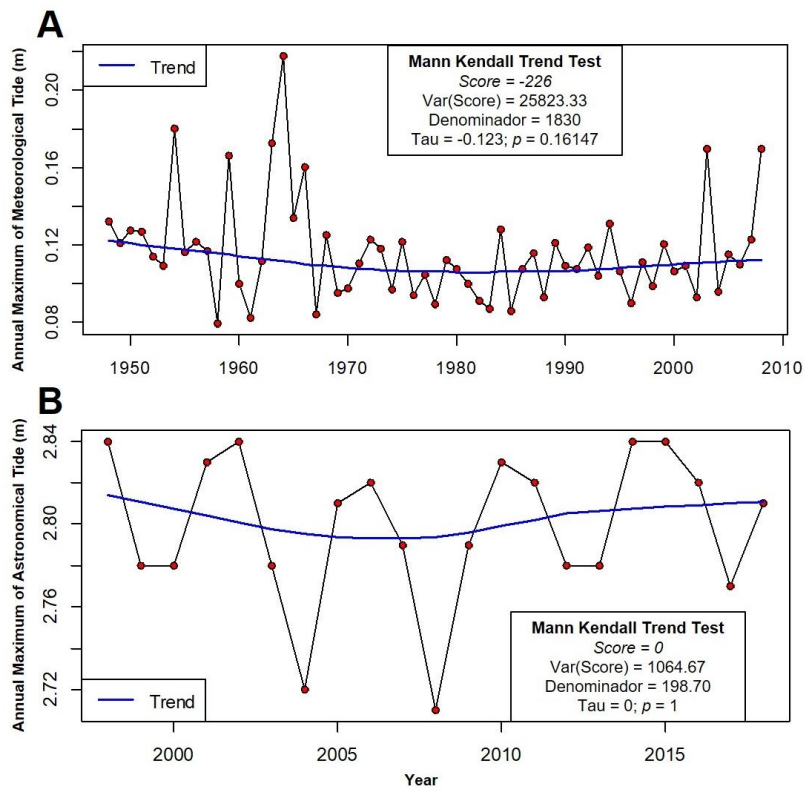 A
Annual Maximum of Meteorological Tide (m)
0.20
0.16
0.12
0.08
Trend
Mann Kendall Trend Test
Score = -226
Var(Score) = 25823.33
Denominador = 1830
Tau = -0.123; p = 0.16147
1950 1960 1970 1980 1990 2000 2010
B
Annual Maximum of Astronomical Tide (m)
2.84
2.80
2.76
2.72
Mann Kendall Trend Test
Score = 0
Var(Score) = 1064.67
Denominador = 198.70
Tau = 0; p = 1
Trend
2000 2005 2010 2015
Year